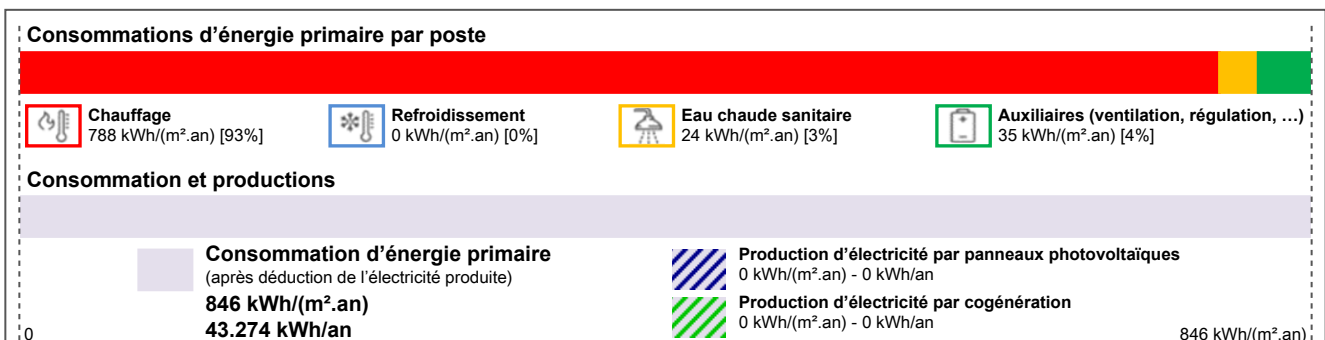 Consommations d’énergie primaire par poste
Chauffage
788 kWh/(m².an) [93%]
Refroidissement
0 kWh/(m².an) [0%]
Eau chaude sanitaire
24 kWh/(m².an) [3%]
Auxiliaires (ventilation, régulation, …)
35 kWh/(m².an) [4%]
Consommation et productions
Consommation d’énergie primaire
(après déduction de l’électricité produite)
846 kWh/(m².an)
43.274 kWh/an
Production d’électricité par panneaux photovoltaïques
0 kWh/(m².an) - 0 kWh/an
Production d’électricité par cogénération
0 kWh/(m².an) - 0 kWh/an
0
846 kWh/(m².an)